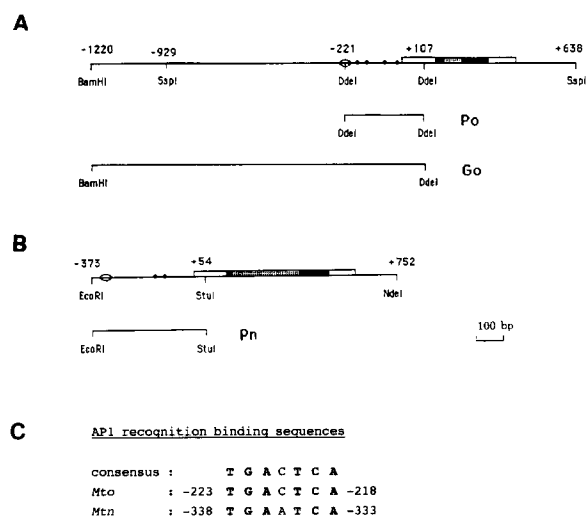 A
-1220 -929 -221 +107 +638
BamHI SspI DdeI DdeI SspI
DdeI DdeI Po
BamHI DdeI Go
B
-373 +54 +752
EcoRI StuI NdeI
EcoRI StuI Pn
100 bp
C AP1 recognition binding sequences
consensus : T G A C T C A
Mto : -223 T G A C T C A -218
Mtn : -338 T G A A T C A -333